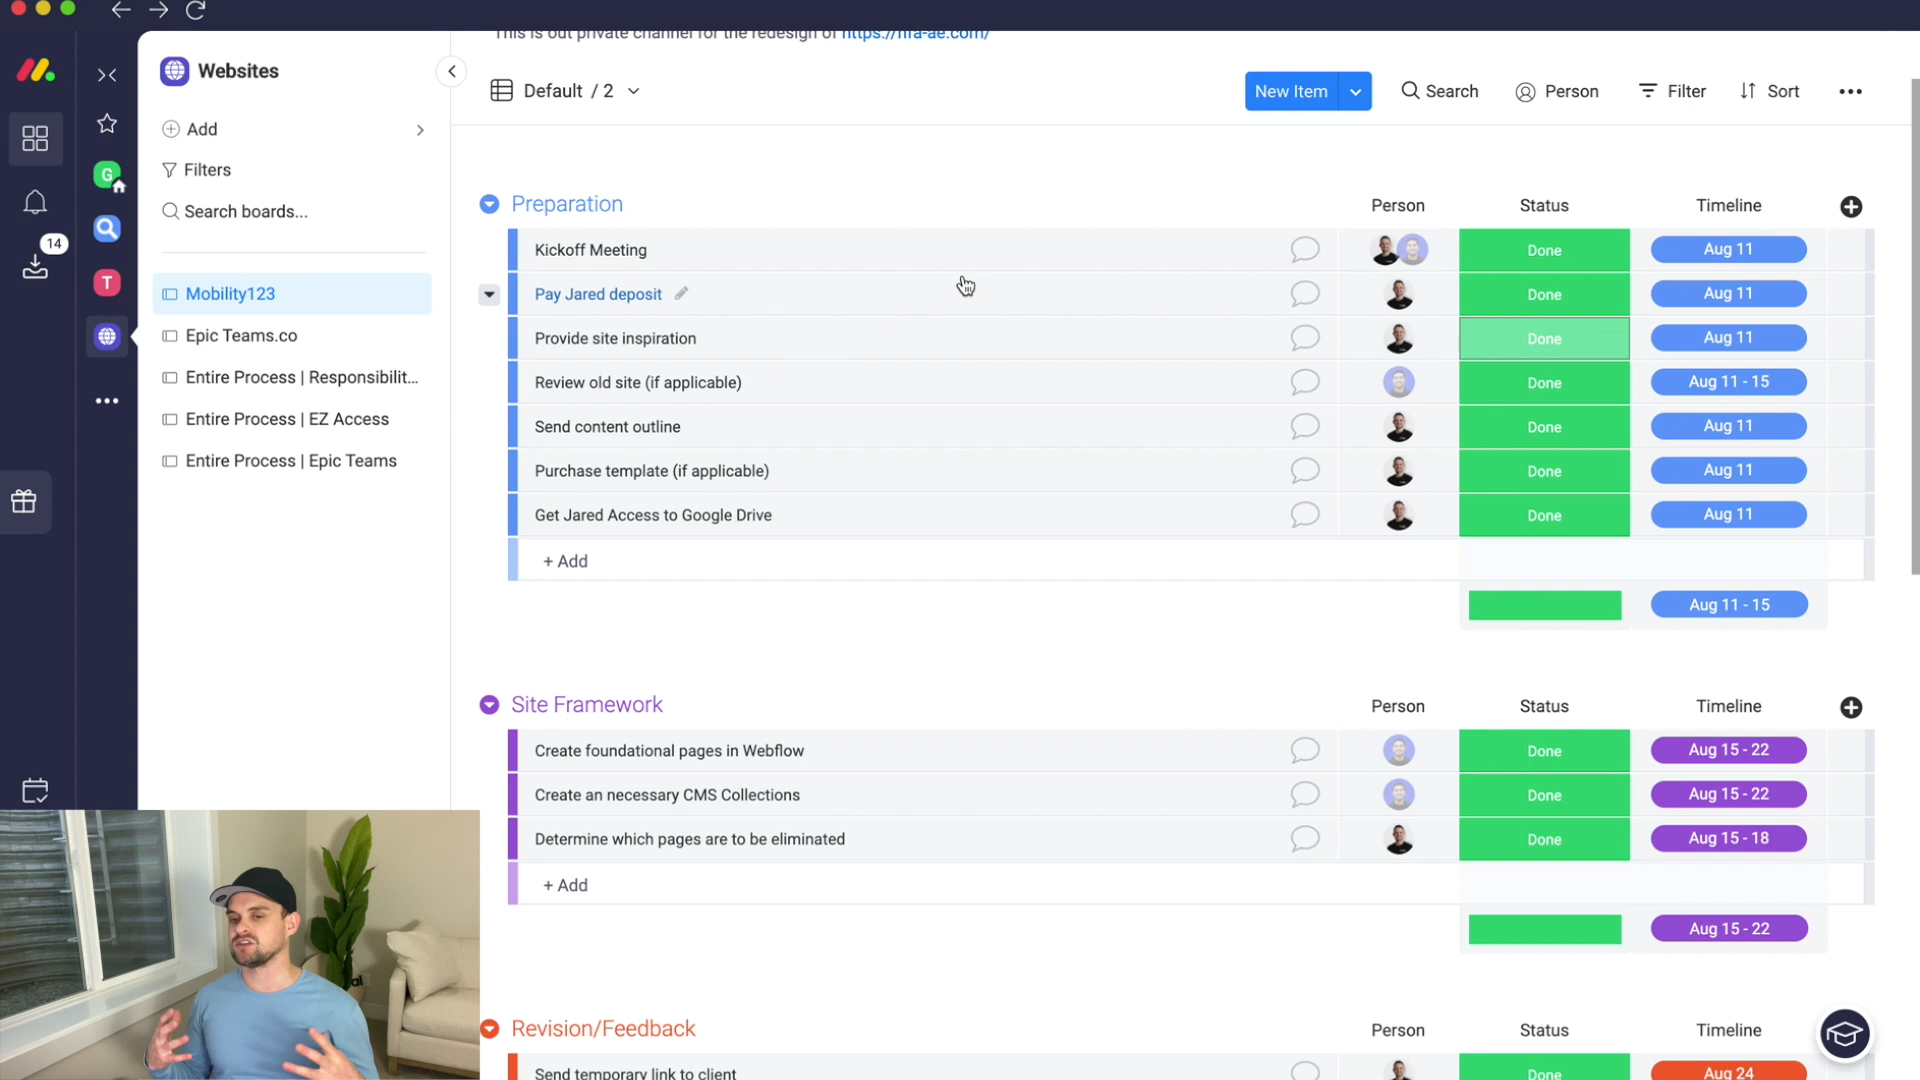 This is out private channel for the redesign of https://hfa-ae.com/
Websites
Default / 2
New Item
Search
Person
Filter
Sort
Add
Filters
Search boards...
G
T
14
Mobility123
Epic Teams.co
Entire Process | Responsibilit...
Entire Process | EZ Access
Entire Process | Epic Teams
Preparation Person Status Timeline
Kickoff Meeting Done Aug 11
Pay Jared deposit Done Aug 11
Provide site inspiration Done Aug 11
Review old site (if applicable) Done Aug 11 - 15
Send content outline Done Aug 11
Purchase template (if applicable) Done Aug 11
Get Jared Access to Google Drive Done Aug 11
+ Add
Aug 11 - 15
Site Framework Person Status Timeline
Create foundational pages in Webflow Done Aug 15 - 22
Create an necessary CMS Collections Done Aug 15 - 22
Determine which pages are to be eliminated Done Aug 15 - 18
+ Add
Aug 15 - 22
Revision/Feedback Person Status Timeline
Send temporary link to client Done Aug 24